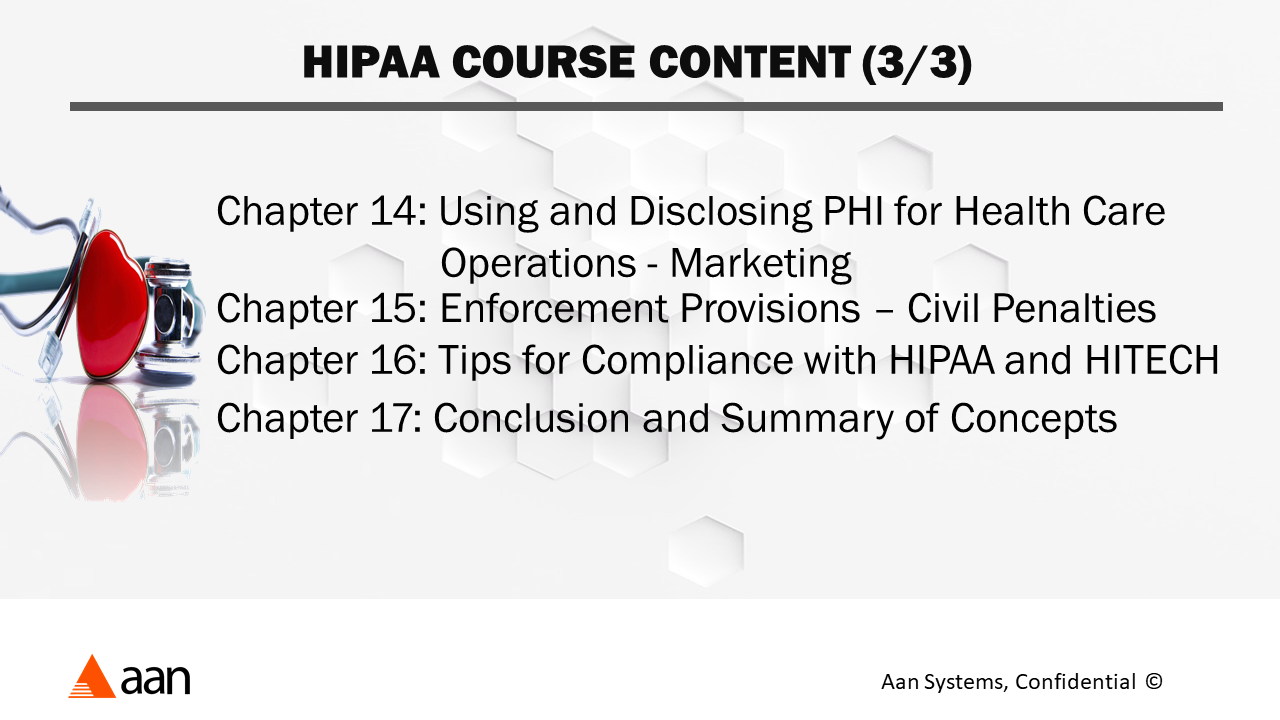 HIPAA COURSE CONTENT (3/3)
Chapter 14: Using and Disclosing PHI for Health Care
Operations - Marketing
Chapter 15: Enforcement Provisions – Civil Penalties
Chapter 16: Tips for Compliance with HIPAA and HITECH
Chapter 17: Conclusion and Summary of Concepts
aan
Aan Systems, Confidential ©